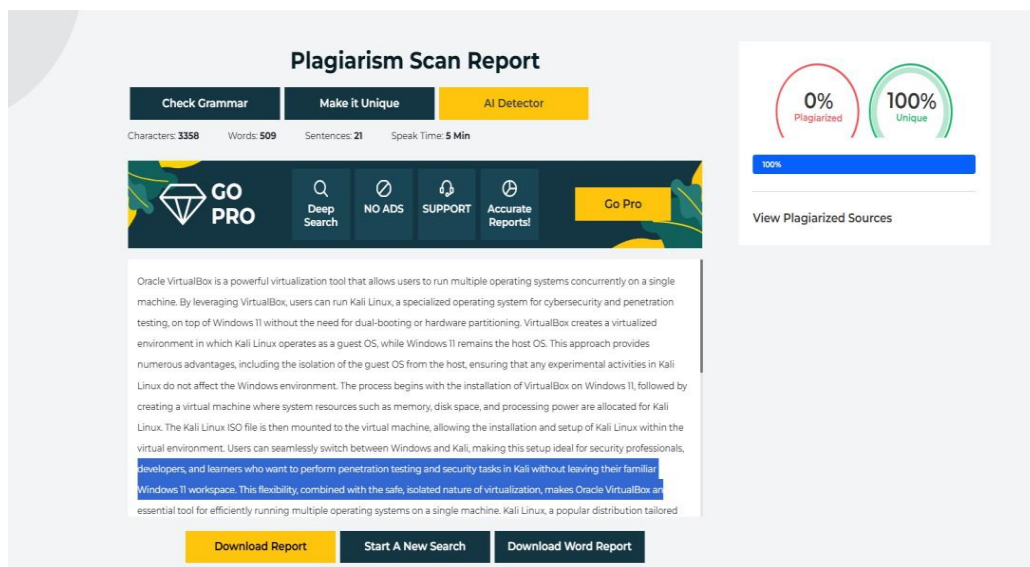 Plagiarism Scan Report
Check Grammar
Make it Unique
AI Detector
Characters: 3358 Words: 509 Sentences: 21 Speak Time: 5 Min
GO
PRO
Deep
Search
NO ADS
SUPPORT
Accurate
Reports!
Go Pro
Oracle VirtualBox is a powerful virtualization tool that allows users to run multiple operating systems concurrently on a single
machine. By leveraging VirtualBox, users can run Kali Linux, a specialized operating system for cybersecurity and penetration
testing, on top of Windows 11 without the need for dual-booting or hardware partitioning. VirtualBox creates a virtualized
environment in which Kali Linux operates as a guest OS, while Windows 11 remains the host OS. This approach provides
numerous advantages, including the isolation of the guest OS from the host, ensuring that any experimental activities in Kali
Linux do not affect the Windows environment. The process begins with the installation of VirtualBox on Windows 11, followed by
creating a virtual machine where system resources such as memory, disk space, and processing power are allocated for Kali
Linux. The Kali Linux ISO file is then mounted to the virtual machine, allowing the installation and setup of Kali Linux within the
virtual environment. Users can seamlessly switch between Windows and Kali, making this setup ideal for security professionals,
developers, and learners who want to perform penetration testing and security tasks in Kali without leaving their familiar
Windows 11 workspace. This flexibility, combined with the safe, isolated nature of virtualization, makes Oracle VirtualBox an
essential tool for efficiently running multiple operating systems on a single machine. Kali Linux, a popular distribution tailored
Download Report
Start A New Search
Download Word Report
0%
Plagiarized
100%
Unique
100%
View Plagiarized Sources